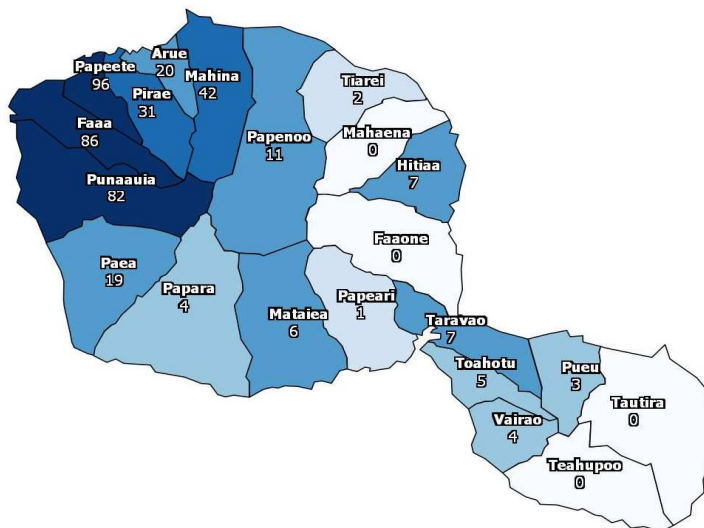 Arue
20
Papeete
96
Mahina
42
Pirae
31
Tiarei
2
Faaa
86
Papenoo
11
Mahaena
0
Hitiaa
7
Punaauia
82
Faaone
0
Paea
19
Papara
4
Mataiea
6
Papeari
1
Taravao
7
Toahotu
5
Pueu
3
Tautira
0
Vairao
4
Teahupoo
0